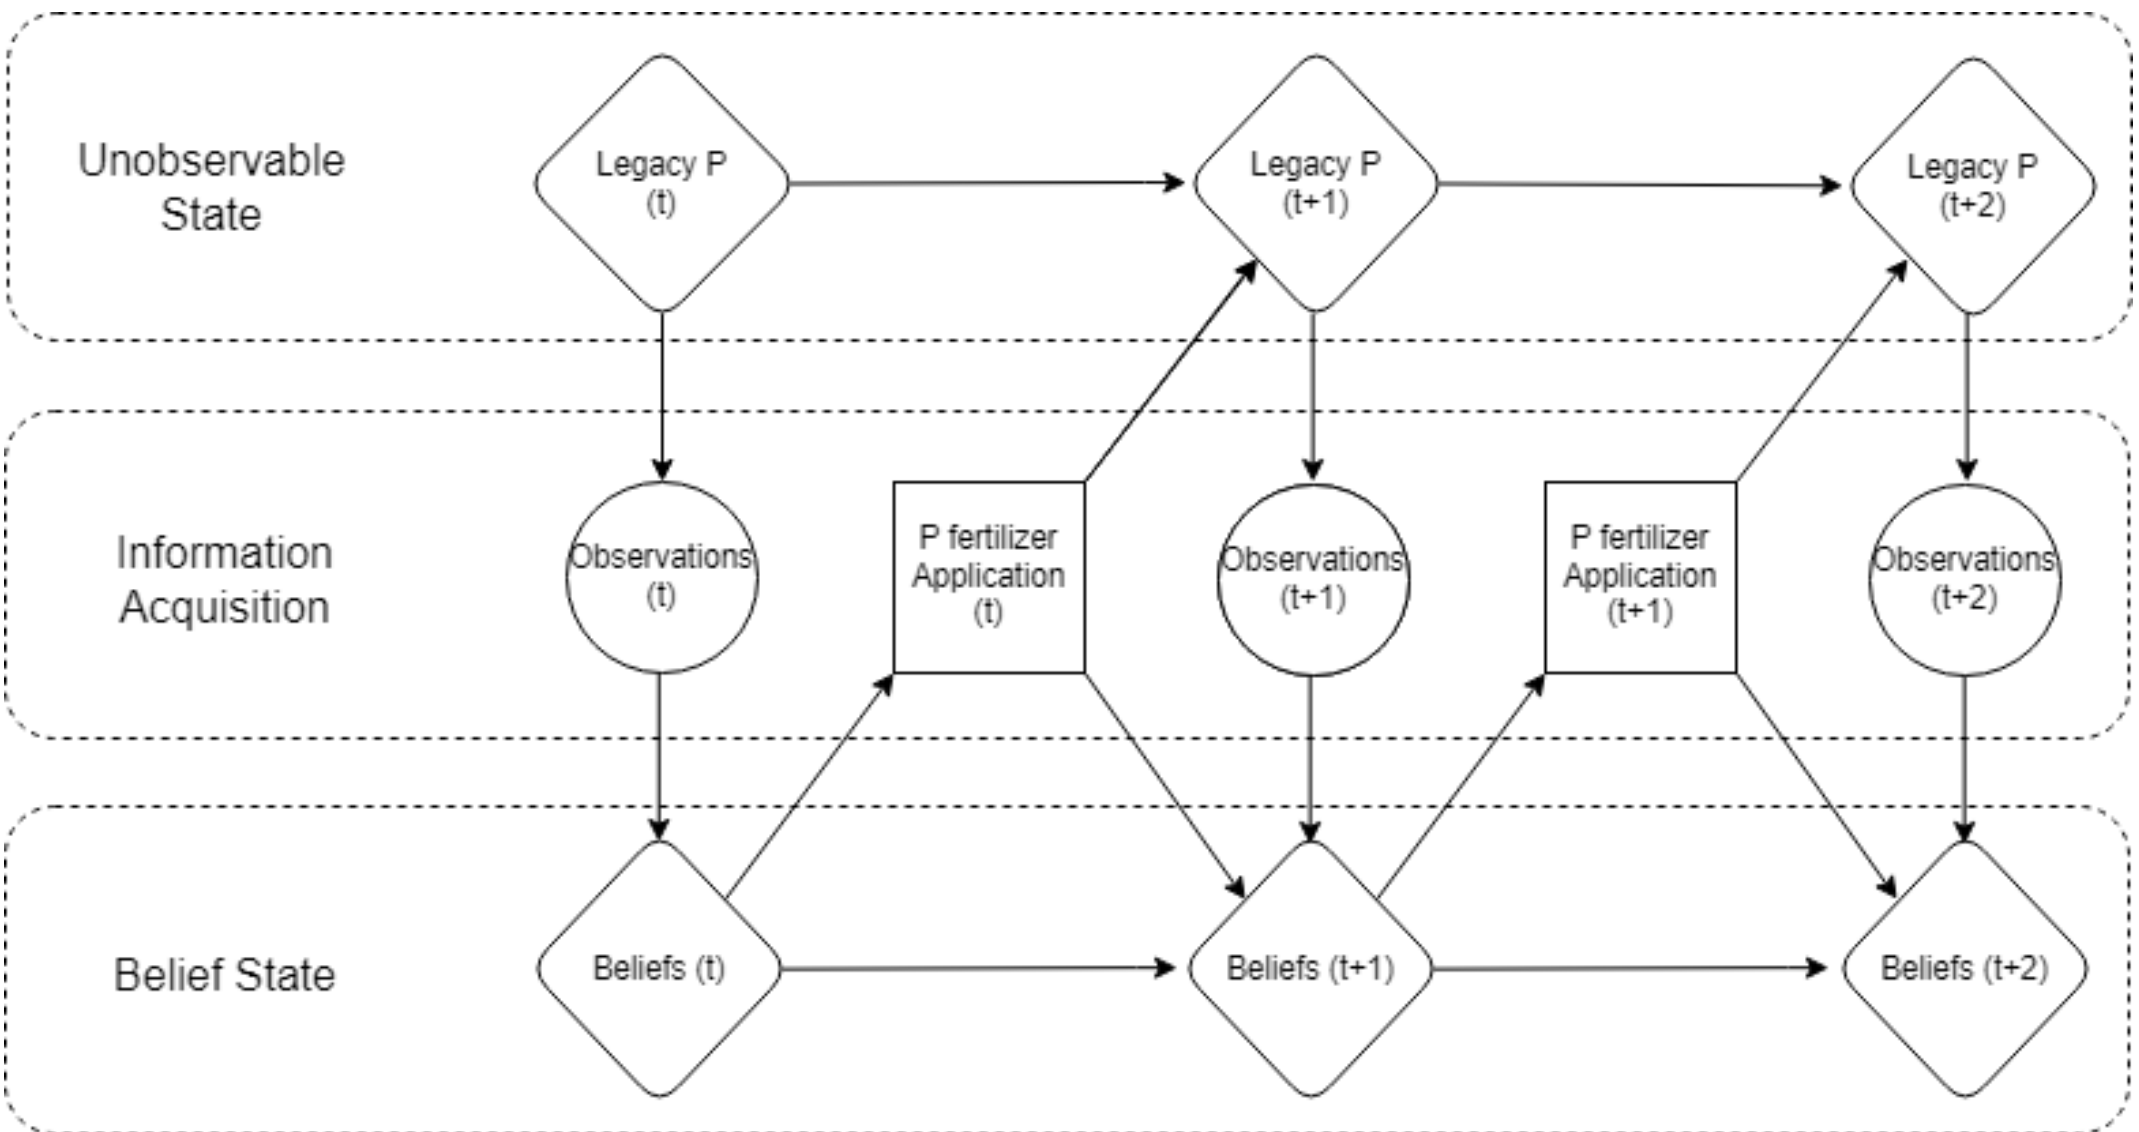 Unobservable
State
Legacy P
(t)
Legacy P
(t+1)
Legacy P
(t+2)
Information
Acquisition
Observations
(t)
P fertilizer
Application
(t)
Observations
(t+1)
P fertilizer
Application
(t+1)
Observations
(t+2)
Belief State
Beliefs (t)
Beliefs (t+1)
Beliefs (t+2)